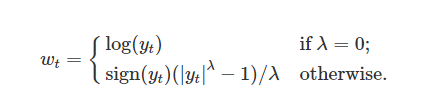 w_t = { log(y_t) if λ = 0;
sign(y_t)(|y_t|^λ − 1)/λ otherwise.